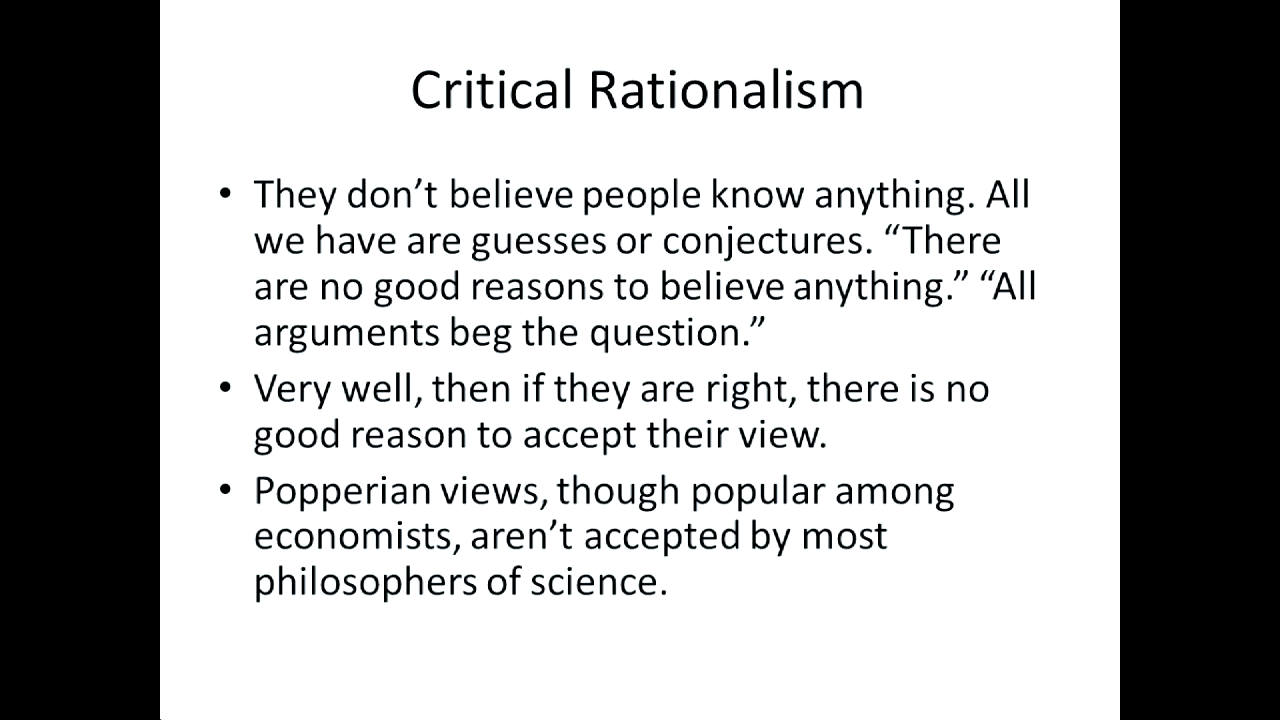 Critical Rationalism
• They don’t believe people know anything. All
we have are guesses or conjectures. “There
are no good reasons to believe anything.” “All
arguments beg the question.”
• Very well, then if they are right, there is no
good reason to accept their view.
• Popperian views, though popular among
economists, aren’t accepted by most
philosophers of science.